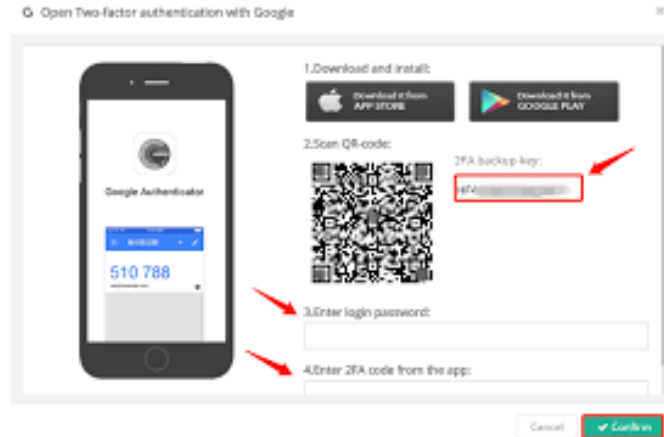 G Open Two-factor authentication with Google
1.Download and install:
Download it from
APP STORE
Download it from
GOOGLE PLAY
2.Scan QR-code:
2FA backup key:
Google Authenticator
510 788
3.Enter login password:
4.Enter 2FA code from the app:
Cancel
Confirm